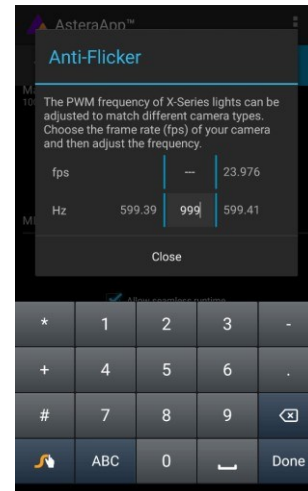 AsteraApp™
Anti-Flicker
The PWM frequency of X-Series lights can be
adjusted to match different camera types.
Choose the frame rate (fps) of your camera
and then adjust the frequency.
fps --- 23.976
Hz 599.39 999 599.41
Close
Allow seamless runtime
* 1 2 3 -
+ 4 5 6 .
# 7 8 9
ABC 0 Done